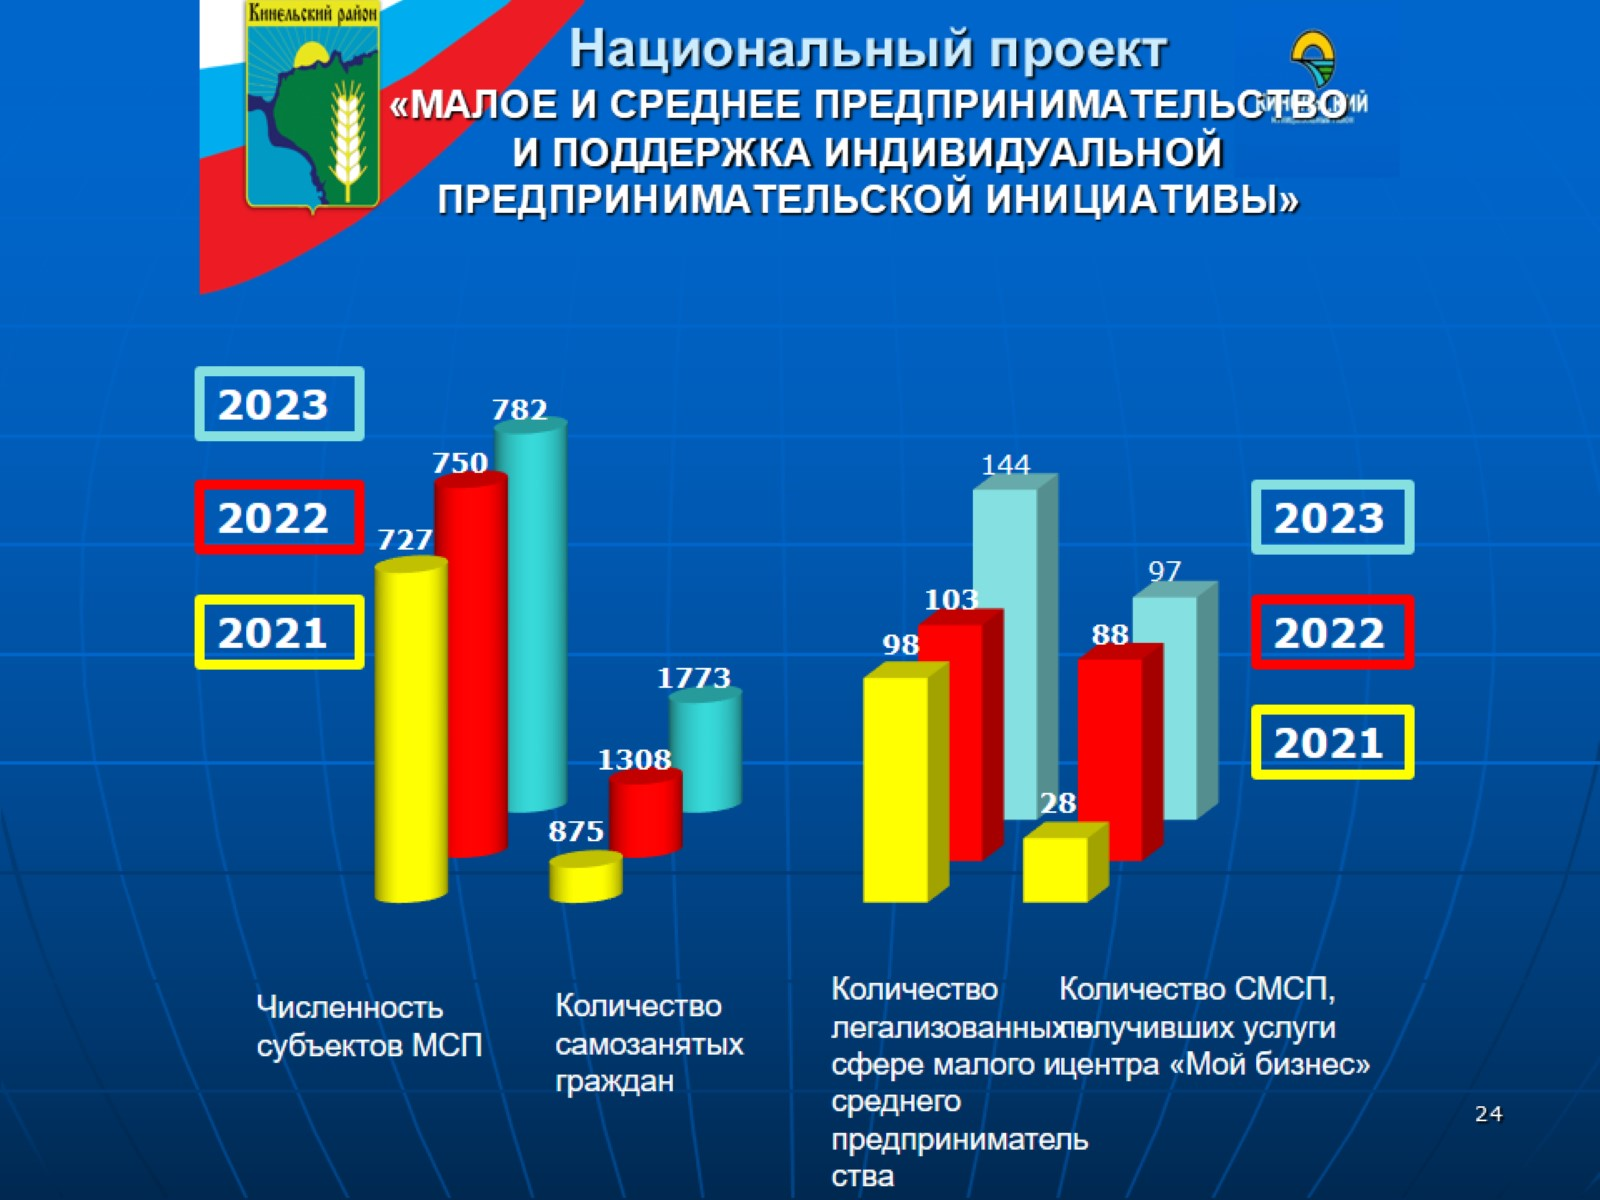 Кинельский район
Национальный проект
«МАЛОЕ И СРЕДНЕЕ ПРЕДПРИНИМАТЕЛЬСТВО
И ПОДДЕРЖКА ИНДИВИДУАЛЬНОЙ
ПРЕДПРИНИМАТЕЛЬСКОЙ ИНИЦИАТИВЫ»
2023
2022
2021
782
750
727
1773
1308
875
144
103
98
97
88
28
2023
2022
2021
Численность
субъектов МСП
Количество
самозанятых
граждан
Количество
легализованных в
сфере малого и
среднего
предприниматель
ства
Количество СМСП,
получивших услуги
центра «Мой бизнес»
24